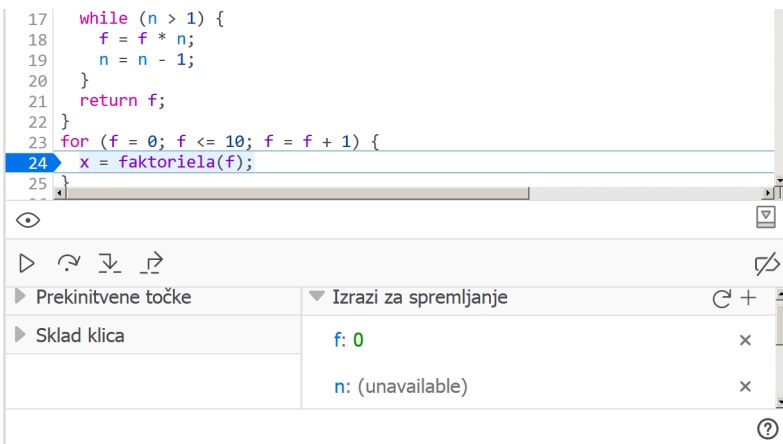 17 while (n > 1) {
18 f = f * n;
19 n = n - 1;
20 }
21 return f;
22 }
23 for (f = 0; f <= 10; f = f + 1) {
24 x = faktoriela(f);
25 }
Prekinitvene točke
Izrazi za spremljanje
Sklad klica
f: 0
n: (unavailable)